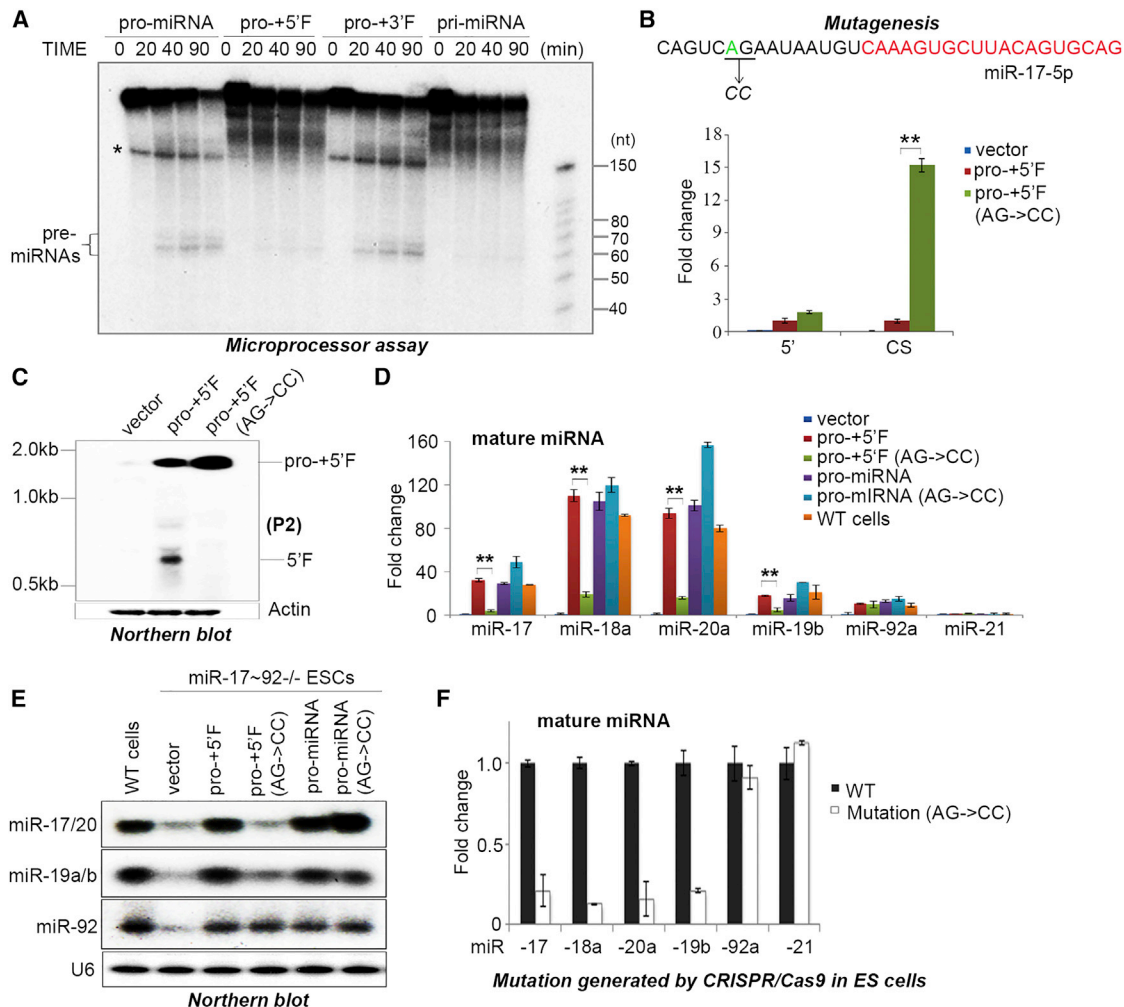 A
pro-miRNA pro-+5'F pro-+3'F pri-miRNA
TIME 0 20 40 90 0 20 40 90 0 20 40 90 0 20 40 90 (min)
(nt)
*
150
80
70
60
50
40
pre-
miRNAs
Microprocessor assay
B
Mutagenesis
CAGUCAGAAUAAUGUCAAAGUGCUUACAGUGCAG
miR-17-5p
CC
Fold change
18
15
12
9
6
3
0
**
5' CS
vector
pro-+5'F
pro-+5'F
(AG->CC)
C
vector
pro-+5'F
pro-+5'F
(AG->CC)
2.0kb
1.0kb
0.5kb
pro-+5'F
(P2)
5'F
Actin
Northern blot
D
mature miRNA
Fold change
160
120
80
40
0
**
**
**
**
miR-17 miR-18a miR-20a miR-19b miR-92a miR-21
vector
pro-+5'F
pro-+5'F (AG->CC)
pro-miRNA
pro-mIRNA (AG->CC)
WT cells
E
miR-17~92-/- ESCs
WT cells
vector
pro-+5'F
pro-+5'F
(AG->CC)
pro-miRNA
pro-miRNA
(AG->CC)
miR-17/20
miR-19a/b
miR-92
U6
Northern blot
F
mature miRNA
Fold change
1.0
0.5
0
WT
Mutation (AG->CC)
miR -17 -18a -20a -19b -92a -21
Mutation generated by CRISPR/Cas9 in ES cells